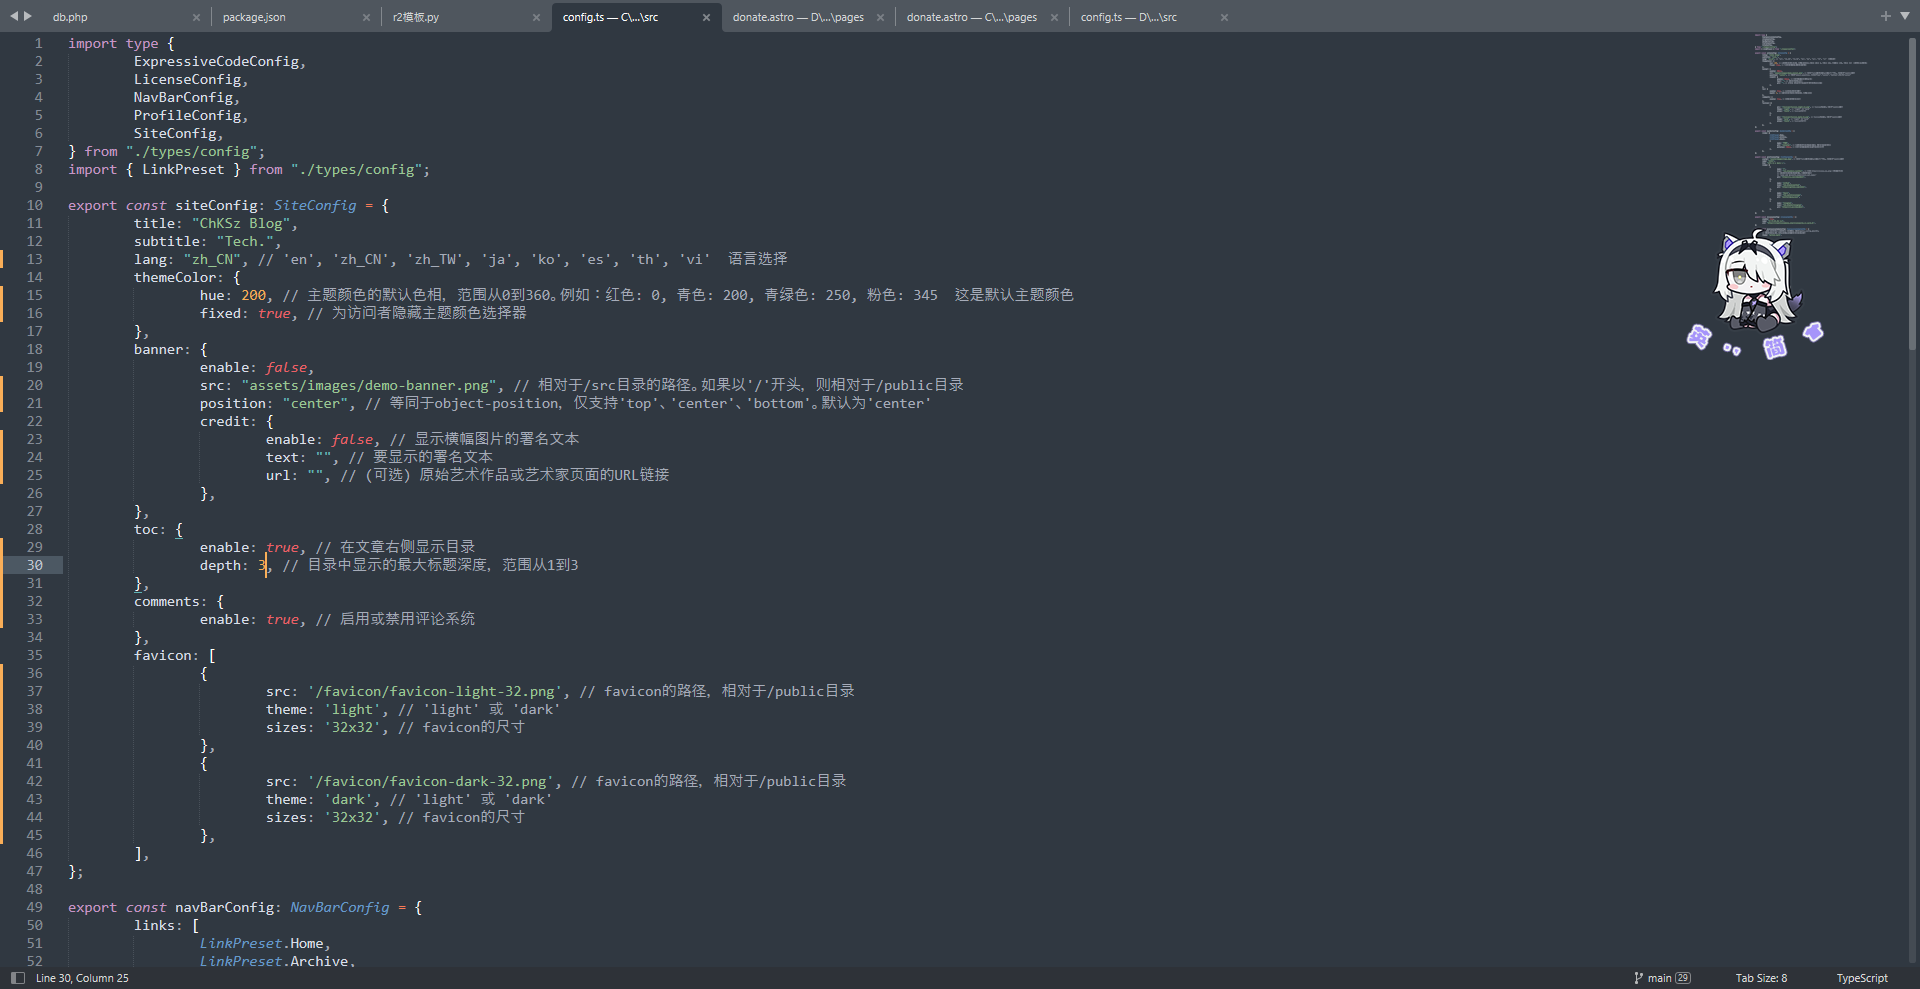 db.php × package.json × r2模板.py × config.ts — C\...\src × donate.astro — D\...\pages × donate.astro — C\...\pages × config.ts — D\...\src ×
1 import type {
2 ExpressiveCodeConfig,
3 LicenseConfig,
4 NavBarConfig,
5 ProfileConfig,
6 SiteConfig,
7 } from "./types/config";
8 import { LinkPreset } from "./types/config";
9
10 export const siteConfig: SiteConfig = {
11 title: "ChKSz Blog",
12 subtitle: "Tech.",
13 lang: "zh_CN", // 'en', 'zh_CN', 'zh_TW', 'ja', 'ko', 'es', 'th', 'vi' 语言选择
14 themeColor: {
15 hue: 200, // 主题颜色的默认色相，范围从0到360。例如：红色: 0, 青色: 200, 青绿色: 250, 粉色: 345 这是默认主题颜色
16 fixed: true, // 为访问者隐藏主题颜色选择器
17 },
18 banner: {
19 enable: false,
20 src: "assets/images/demo-banner.png", // 相对于/src目录的路径。如果以'/'开头，则相对于/public目录
21 position: "center", // 等同于object-position，仅支持'top'、'center'、'bottom'。默认为'center'
22 credit: {
23 enable: false, // 显示横幅图片的署名文本
24 text: "", // 要显示的署名文本
25 url: "", // (可选) 原始艺术作品或艺术家页面的URL链接
26 },
27 },
28 toc: {
29 enable: true, // 在文章右侧显示目录
30 depth: 3, // 目录中显示的最大标题深度，范围从1到3
31 },
32 comments: {
33 enable: true, // 启用或禁用评论系统
34 },
35 favicon: [
36 {
37 src: '/favicon/favicon-light-32.png', // favicon的路径，相对于/public目录
38 theme: 'light', // 'light' 或 'dark'
39 sizes: '32x32', // favicon的尺寸
40 },
41 {
42 src: '/favicon/favicon-dark-32.png', // favicon的路径，相对于/public目录
43 theme: 'dark', // 'light' 或 'dark'
44 sizes: '32x32', // favicon的尺寸
45 },
46 ],
47 };
48
49 export const navBarConfig: NavBarConfig = {
50 links: [
51 LinkPreset.Home,
52 LinkPreset.Archive,
英 简
Line 30, Column 25 main 29 Tab Size: 8 TypeScript